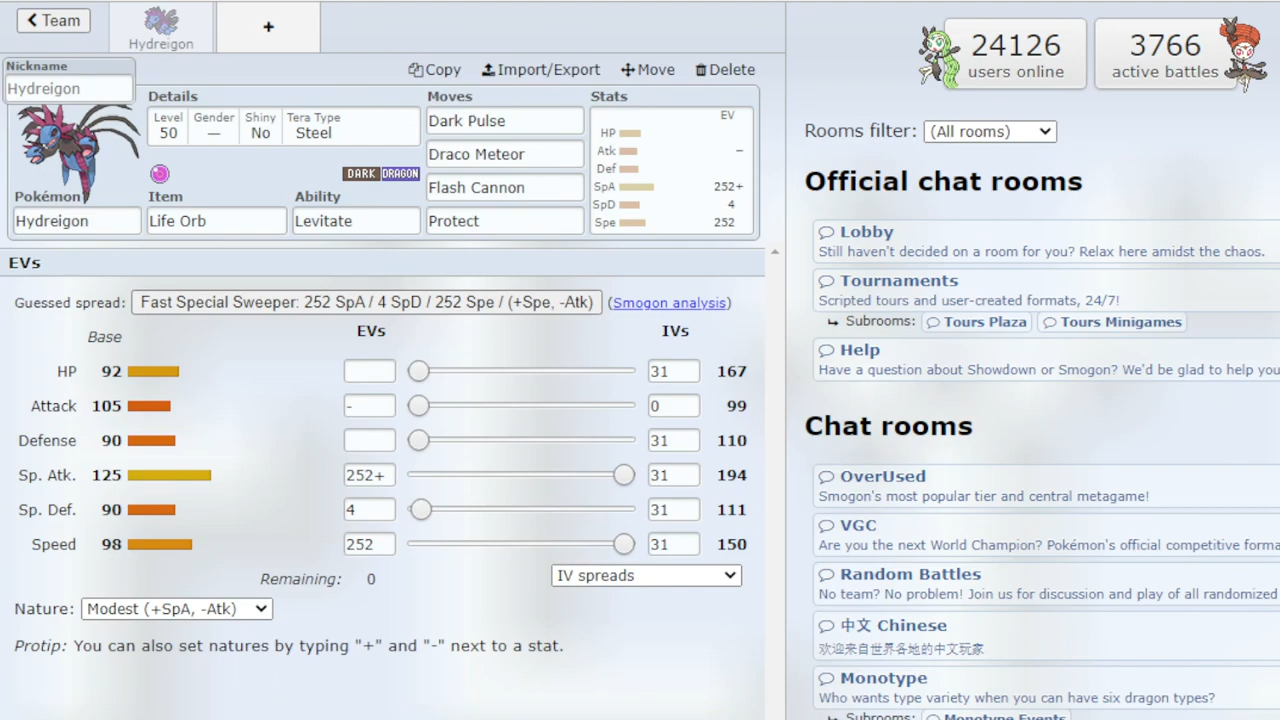 Team
Hydreigon
+
Nickname
Hydreigon
Copy Import/Export Move Delete
Details
Level 50
Gender —
Shiny No
Tera Type Steel
DARK DRAGON
Pokémon
Hydreigon
Item
Life Orb
Ability
Levitate
Moves
Dark Pulse
Draco Meteor
Flash Cannon
Protect
Stats
EV
HP
Atk –
Def
SpA 252+
SpD 4
Spe 252
EVs
Guessed spread: Fast Special Sweeper: 252 SpA / 4 SpD / 252 Spe / (+Spe, -Atk) (Smogon analysis)
Base EVs IVs
HP 92 31 167
Attack 105 - 0 99
Defense 90 31 110
Sp. Atk. 125 252+ 31 194
Sp. Def. 90 4 31 111
Speed 98 252 31 150
Remaining: 0 IV spreads
Nature: Modest (+SpA, -Atk)
Protip: You can also set natures by typing "+" and "-" next to a stat.
24126
users online
3766
active battles
Rooms filter: (All rooms)
Official chat rooms
Lobby
Still haven't decided on a room for you? Relax here amidst the chaos.
Tournaments
Scripted tours and user-created formats, 24/7!
Subrooms: Tours Plaza Tours Minigames
Help
Have a question about Showdown or Smogon? We'd be glad to help you
Chat rooms
OverUsed
Smogon's most popular tier and central metagame!
VGC
Are you the next World Champion? Pokémon's official competitive forma
Random Battles
No team? No problem! Join us for discussion and play of all randomized
中文 Chinese
欢迎来自世界各地的中文玩家
Monotype
Who wants type variety when you can have six dragon types?
Subrooms: Monotype Events